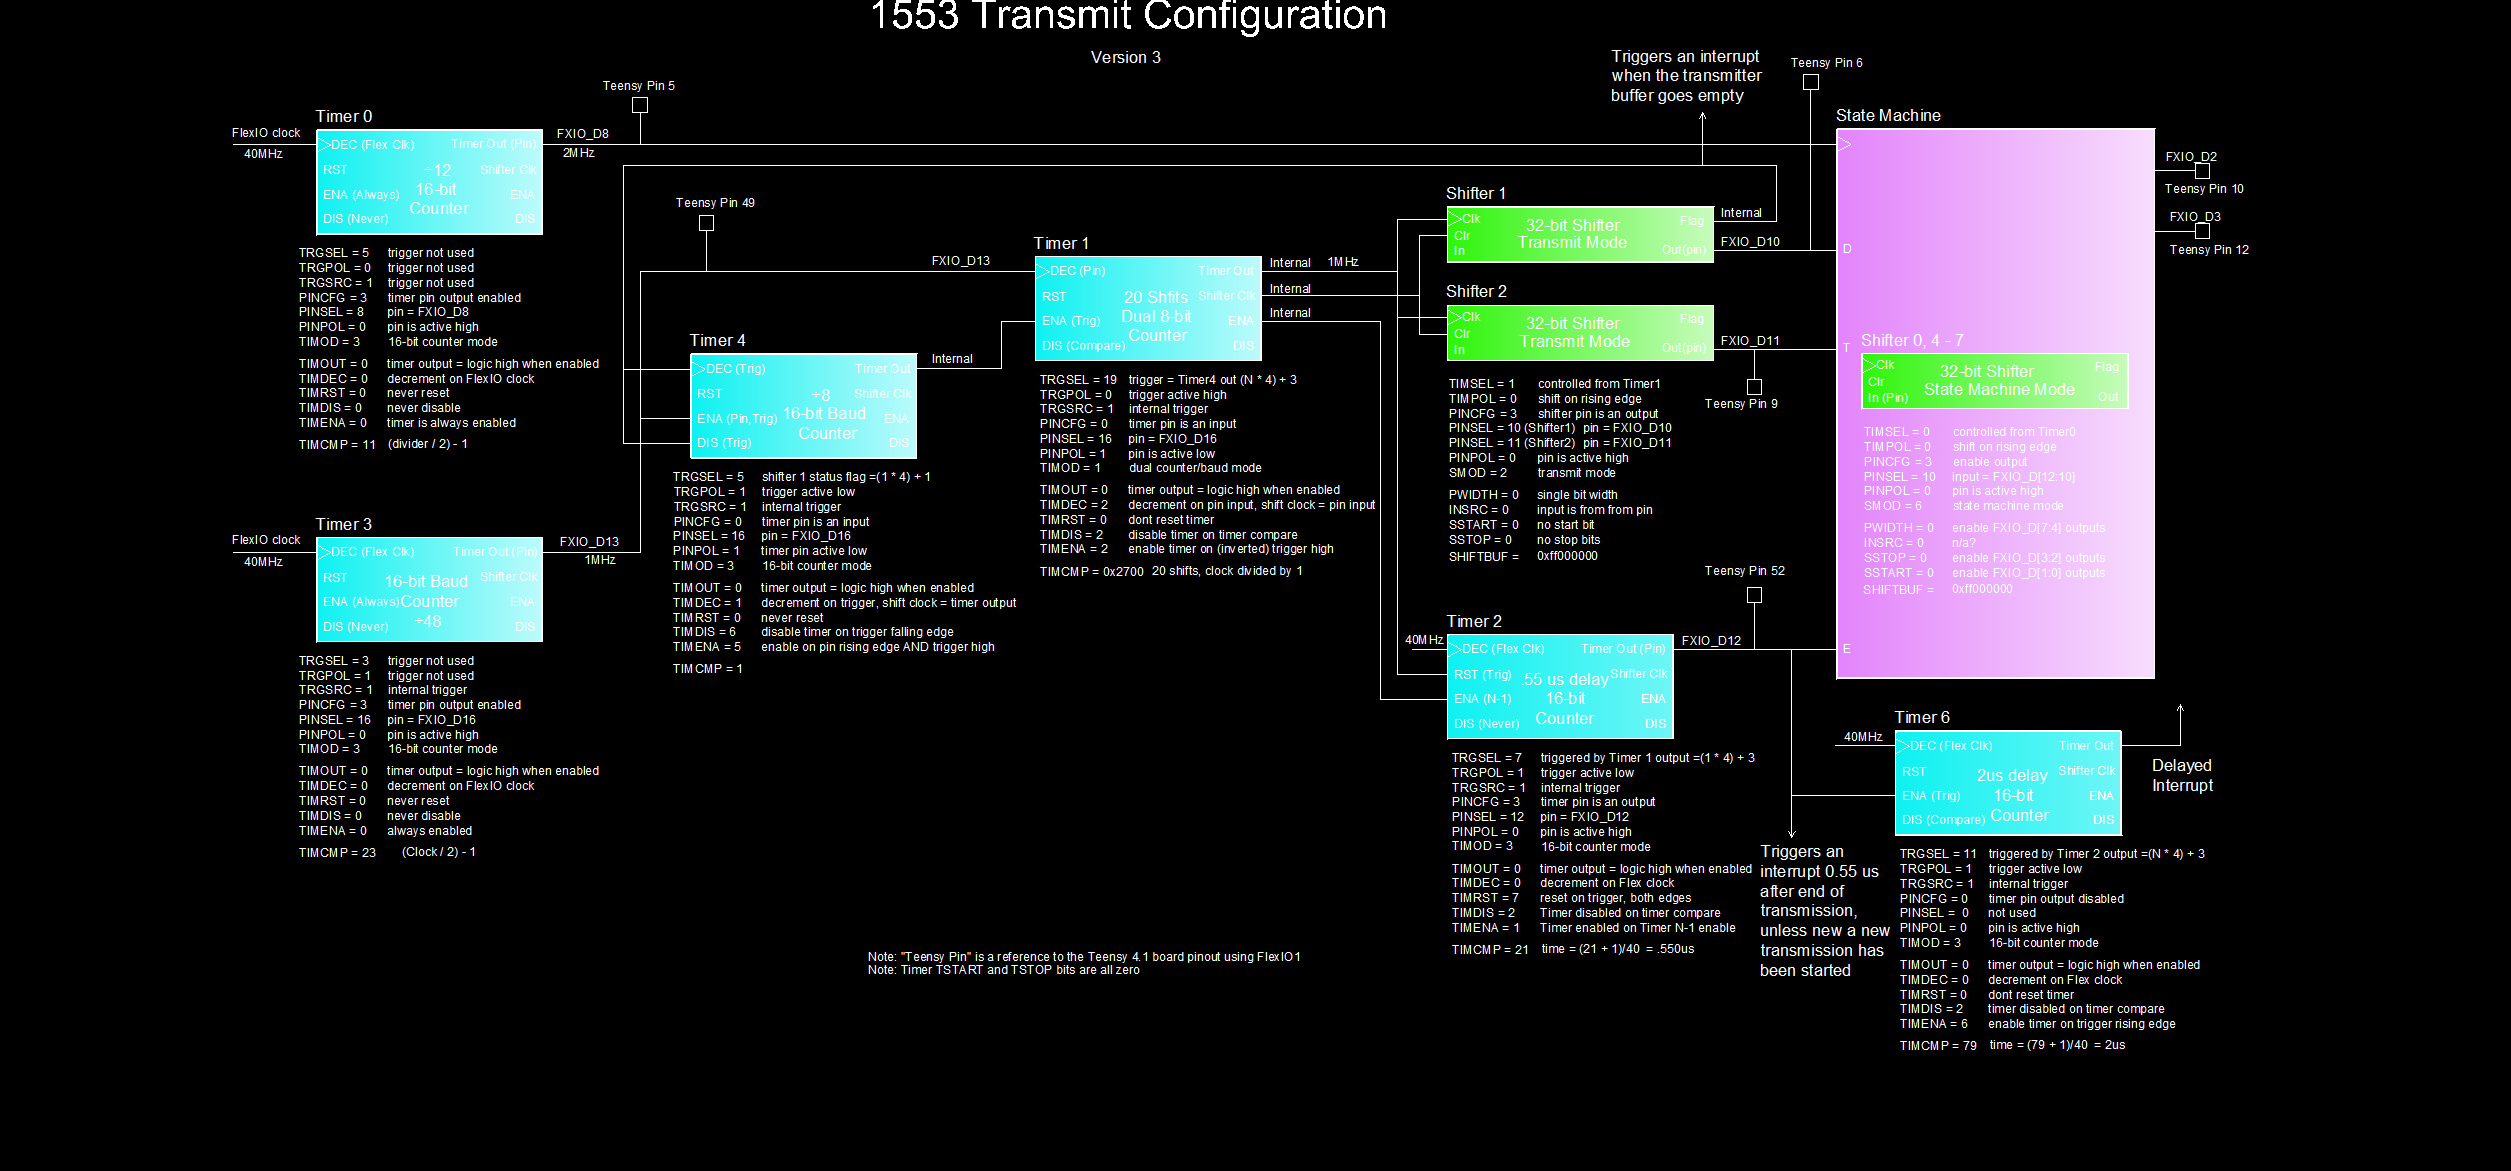 1553 Transmit Configuration
Version 3
Teensy Pin 5
Timer 0
FlexIO clock
40MHz
DEC (Flex Clk)
Timer Out (Pin)
RST
÷12
Shifter Clk
ENA (Always)
16-bit
ENA
DIS (Never)
Counter
DIS
FXIO_D8
2MHz
TRGSEL = 5 trigger not used
TRGPOL = 0 trigger not used
TRGSRC = 1 trigger not used
PINCFG = 3 timer pin output enabled
PINSEL = 8 pin = FXIO_D8
PINPOL = 0 pin is active high
TIMOD = 3 16-bit counter mode
TIMOUT = 0 timer output = logic high when enabled
TIMDEC = 0 decrement on FlexIO clock
TIMRST = 0 never reset
TIMDIS = 0 never disable
TIMENA = 0 timer is always enabled
TIMCMP = 11 (divider / 2) - 1
Timer 3
FlexIO clock
40MHz
DEC (Flex Clk)
Timer Out (Pin)
RST
16-bit Baud
Shifter Clk
ENA (Always)
Counter
ENA
DIS (Never)
÷48
DIS
FXIO_D13
1MHz
TRGSEL = 3 trigger not used
TRGPOL = 1 trigger not used
TRGSRC = 1 internal trigger
PINCFG = 3 timer pin output enabled
PINSEL = 16 pin = FXIO_D16
PINPOL = 0 pin is active high
TIMOD = 3 16-bit counter mode
TIMOUT = 0 timer output = logic high when enabled
TIMDEC = 0 decrement on FlexIO clock
TIMRST = 0 never reset
TIMDIS = 0 never disable
TIMENA = 0 always enabled
TIMCMP = 23 (Clock / 2) - 1
Teensy Pin 49
Timer 4
DEC (Trig)
Timer Out
RST
÷8
Shifter Clk
ENA (Pin,Trig)
16-bit Baud
ENA
DIS (Trig)
Counter
DIS
Internal
TRGSEL = 5 shifter 1 status flag =(1 * 4) + 1
TRGPOL = 1 trigger active low
TRGSRC = 1 internal trigger
PINCFG = 0 timer pin is an input
PINSEL = 16 pin = FXIO_D16
PINPOL = 1 timer pin active low
TIMOD = 3 16-bit counter mode
TIMOUT = 0 timer output = logic high when enabled
TIMDEC = 1 decrement on trigger, shift clock = timer output
TIMRST = 0 never reset
TIMDIS = 6 disable timer on trigger falling edge
TIMENA = 5 enable on pin rising edge AND trigger high
TIMCMP = 1
Timer 1
FXIO_D13
DEC (Pin)
Timer Out
RST
20 Shfits
Shifter Clk
Dual 8-bit
ENA (Trig)
ENA
Counter
DIS (Compare)
DIS
Internal
1MHz
Internal
Internal
TRGSEL = 19 trigger = Timer4 out (N * 4) + 3
TRGPOL = 0 trigger active high
TRGSRC = 1 internal trigger
PINCFG = 0 timer pin is an input
PINSEL = 16 pin = FXIO_D16
PINPOL = 1 pin is active low
TIMOD = 1 dual counter/baud mode
TIMOUT = 0 timer output = logic high when enabled
TIMDEC = 2 decrement on pin input, shift clock = pin input
TIMRST = 0 dont reset timer
TIMDIS = 2 disable timer on timer compare
TIMENA = 2 enable timer on (inverted) trigger high
TIMCMP = 0x2700 20 shifts, clock divided by 1
Note: "Teensy Pin" is a reference to the Teensy 4.1 board pinout using FlexIO1
Note: Timer TSTART and TSTOP bits are all zero
Triggers an interrupt
when the transmitter
buffer goes empty
Teensy Pin 6
Shifter 1
Clk
32-bit Shifter
Flag
Clr
Transmit Mode
In
Out(pin)
Internal
FXIO_D10
Shifter 2
Clk
32-bit Shifter
Flag
Clr
Transmit Mode
In
Out(pin)
FXIO_D11
Teensy Pin 9
TIMSEL = 1 controlled from Timer1
TIMPOL = 0 shift on rising edge
PINCFG = 3 shifter pin is an output
PINSEL = 10 (Shifter1) pin = FXIO_D10
PINSEL = 11 (Shifter2) pin = FXIO_D11
PINPOL = 0 pin is active high
SMOD = 2 transmit mode
PWIDTH = 0 single bit width
INSRC = 0 input is from from pin
SSTART = 0 no start bit
SSTOP = 0 no stop bits
SHIFTBUF = 0xff000000
Teensy Pin 52
Timer 2
40MHz
DEC (Flex Clk)
Timer Out (Pin)
RST (Trig)
.55 us delay
Shifter Clk
ENA (N-1)
16-bit
ENA
DIS (Never)
Counter
DIS
FXIO_D12
TRGSEL = 7 triggered by Timer 1 output =(1 * 4) + 3
TRGPOL = 1 trigger active low
TRGSRC = 1 internal trigger
PINCFG = 3 timer pin is an output
PINSEL = 12 pin = FXIO_D12
PINPOL = 0 pin is active high
TIMOD = 3 16-bit counter mode
TIMOUT = 0 timer output = logic high when enabled
TIMDEC = 0 decrement on Flex clock
TIMRST = 7 reset on trigger, both edges
TIMDIS = 2 Timer disabled on timer compare
TIMENA = 1 Timer enabled on Timer N-1 enable
TIMCMP = 21 time = (21 + 1)/40 = .550us
Triggers an
interrupt 0.55 us
after end of
transmission,
unless new a new
transmission has
been started
State Machine
D
T
E
FXIO_D2
Teensy Pin 10
FXIO_D3
Teensy Pin 12
Shifter 0, 4 - 7
Clk
32-bit Shifter
Flag
Clr
State Machine Mode
In (Pin)
Out
TIMSEL = 0 controlled from Timer0
TIMPOL = 0 shift on rising edge
PINCFG = 3 enable output
PINSEL = 10 input = FXIO_D[12:10]
PINPOL = 0 pin is active high
SMOD = 6 state machine mode
PWIDTH = 0 enable FXIO_D[7:4] outputs
INSRC = 0 n/a?
SSTOP = 0 enable FXIO_D[3:2] outputs
SSTART = 0 enable FXIO_D[1:0] outputs
SHIFTBUF = 0xff000000
Timer 6
40MHz
DEC (Flex Clk)
Timer Out
RST
2us delay
Shifter Clk
ENA (Trig)
16-bit
ENA
DIS (Compare)
Counter
DIS
Delayed
Interrupt
TRGSEL = 11 triggered by Timer 2 output =(N * 4) + 3
TRGPOL = 1 trigger active low
TRGSRC = 1 internal trigger
PINCFG = 0 timer pin output disabled
PINSEL = 0 not used
PINPOL = 0 pin is active high
TIMOD = 3 16-bit counter mode
TIMOUT = 0 timer output = logic high when enabled
TIMDEC = 0 decrement on Flex clock
TIMRST = 0 dont reset timer
TIMDIS = 2 timer disabled on timer compare
TIMENA = 6 enable timer on trigger rising edge
TIMCMP = 79 time = (79 + 1)/40 = 2us